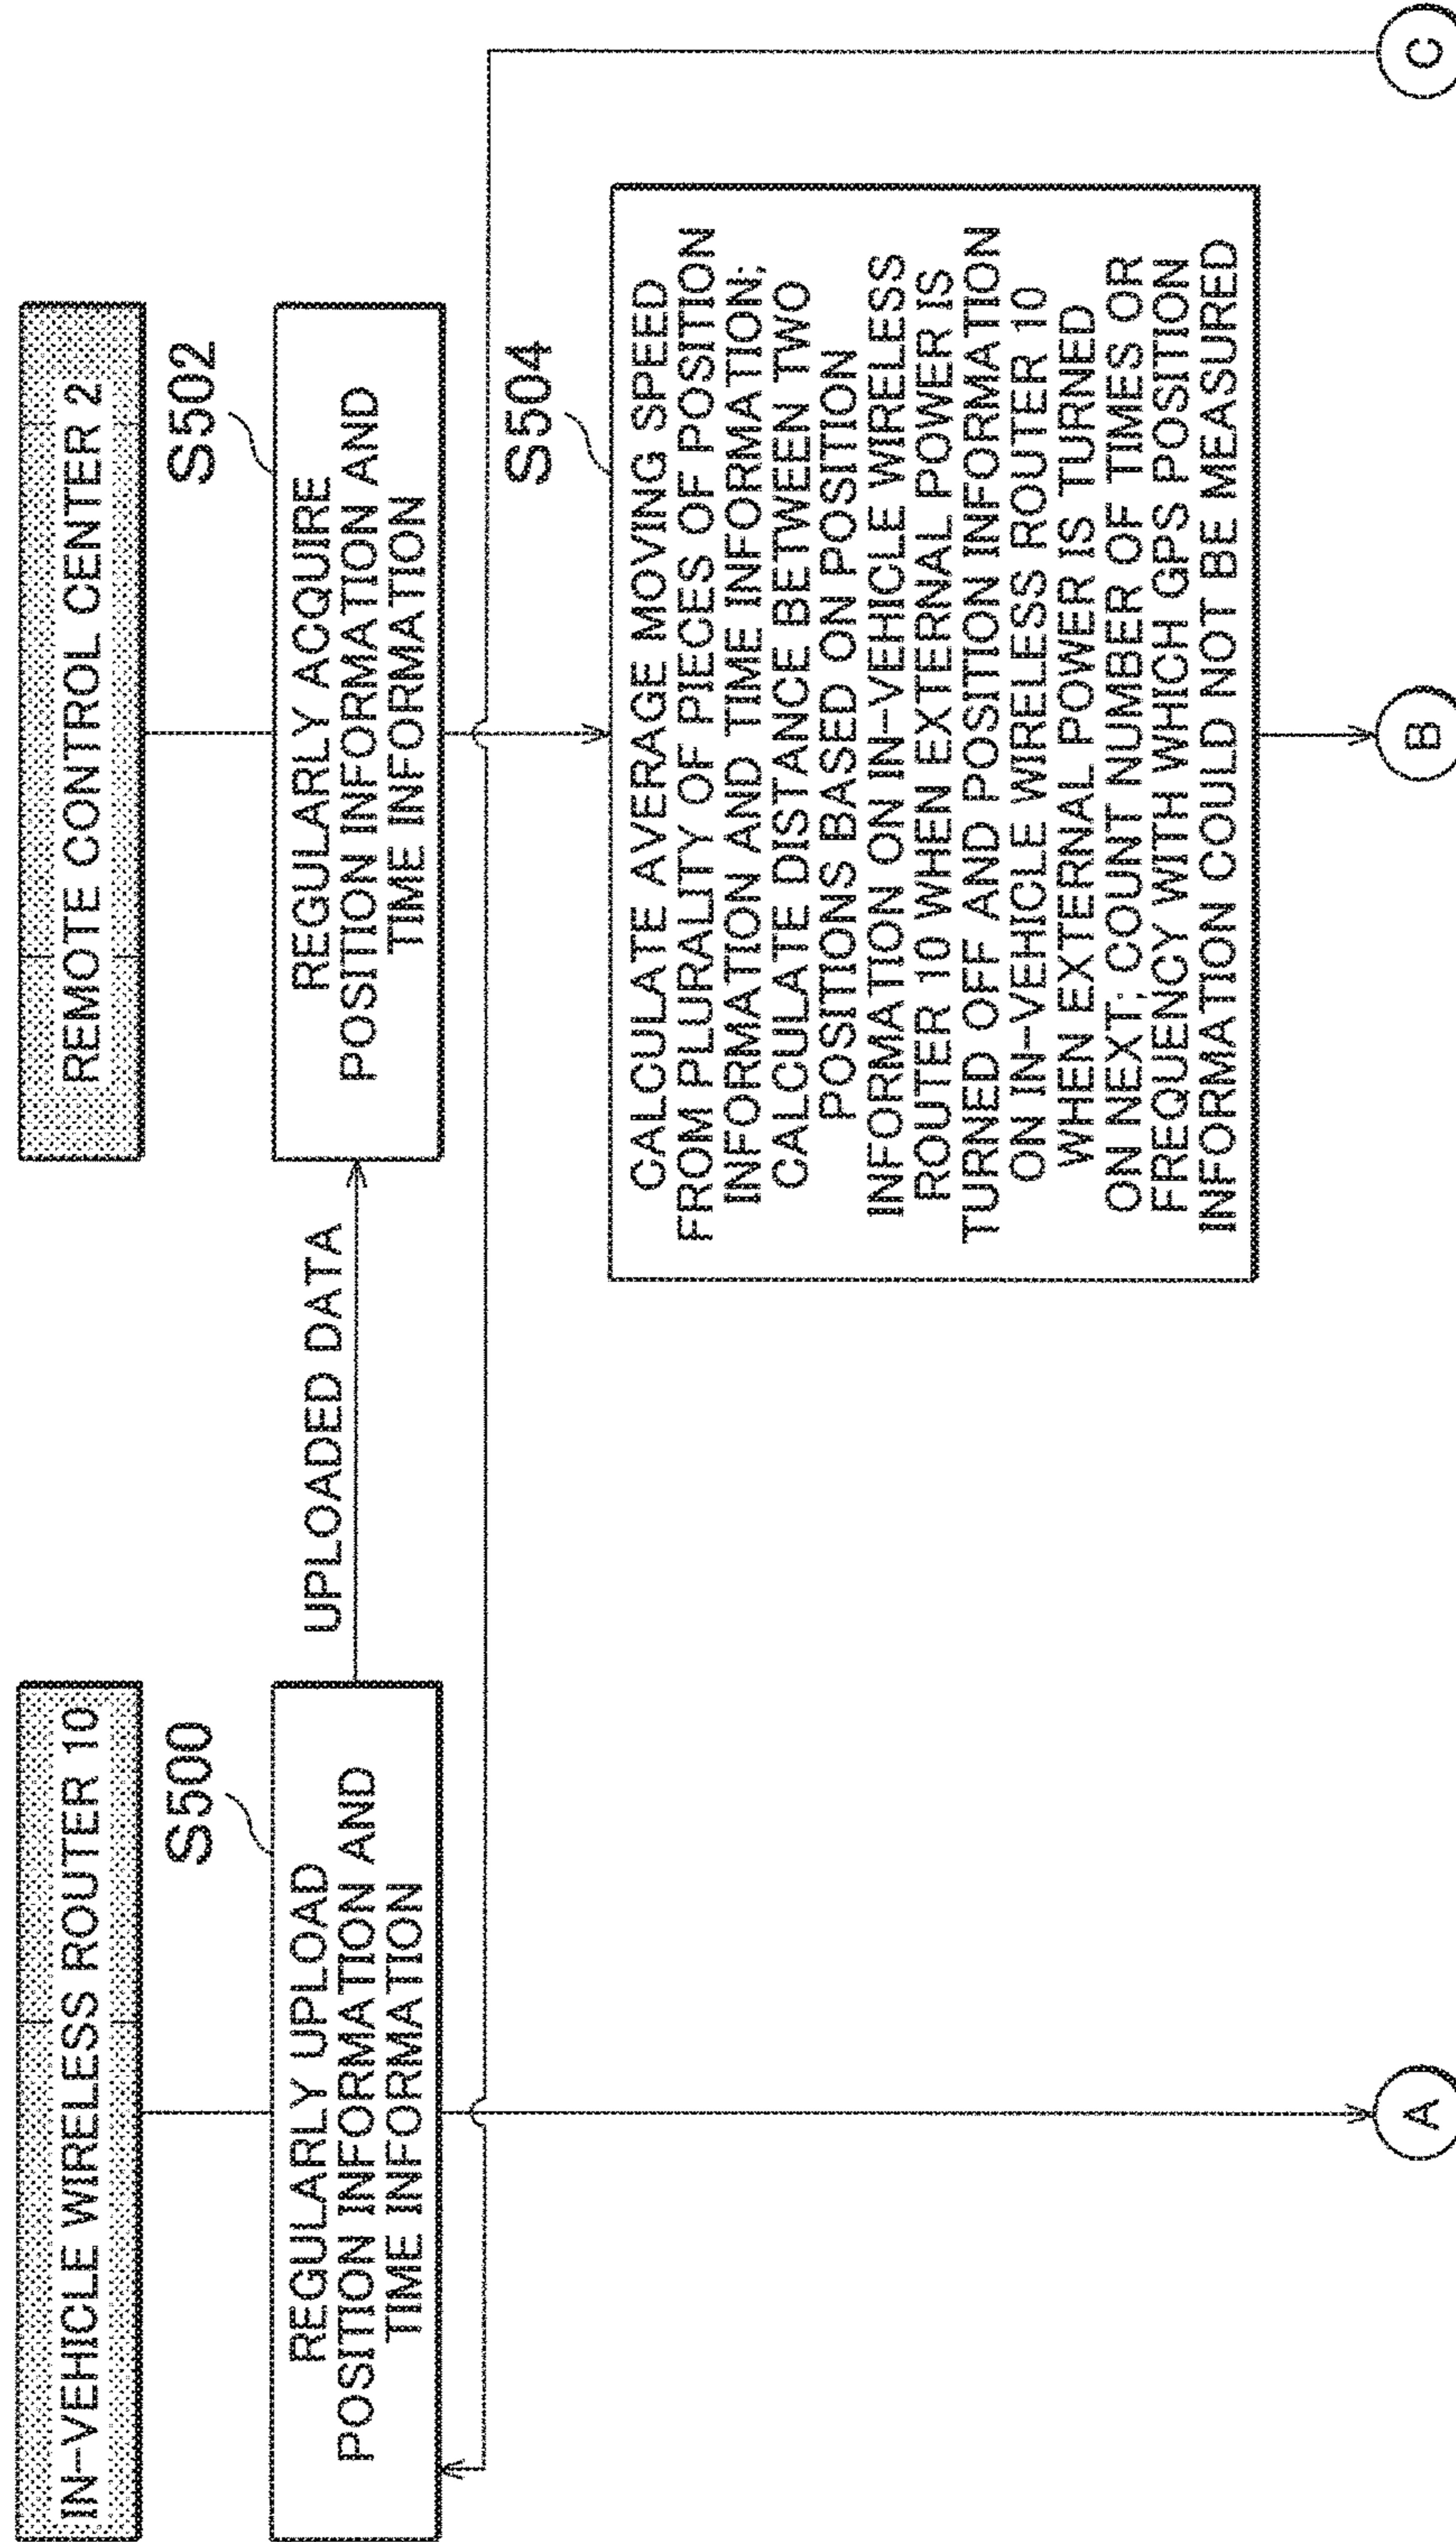 IN-VEHICLE WIRELESS ROUTER 10
REMOTE CONTROL CENTER 2
S500
REGULARLY UPLOAD
POSITION INFORMATION AND
TIME INFORMATION
UPLOADED DATA
S502
REGULARLY ACQUIRE
POSITION INFORMATION AND
TIME INFORMATION
S504
CALCULATE AVERAGE MOVING SPEED
FROM PLURALITY OF PIECES OF POSITION
INFORMATION AND TIME INFORMATION;
CALCULATE DISTANCE BETWEEN TWO
POSITIONS BASED ON POSITION
INFORMATION ON IN-VEHICLE WIRELESS
ROUTER 10 WHEN EXTERNAL POWER IS
TURNED OFF AND POSITION INFORMATION
ON IN-VEHICLE WIRELESS ROUTER 10
WHEN EXTERNAL POWER IS TURNED
ON NEXT; COUNT NUMBER OF TIMES OR
FREQUENCY WITH WHICH GPS POSITION
INFORMATION COULD NOT BE MEASURED
A
B
C